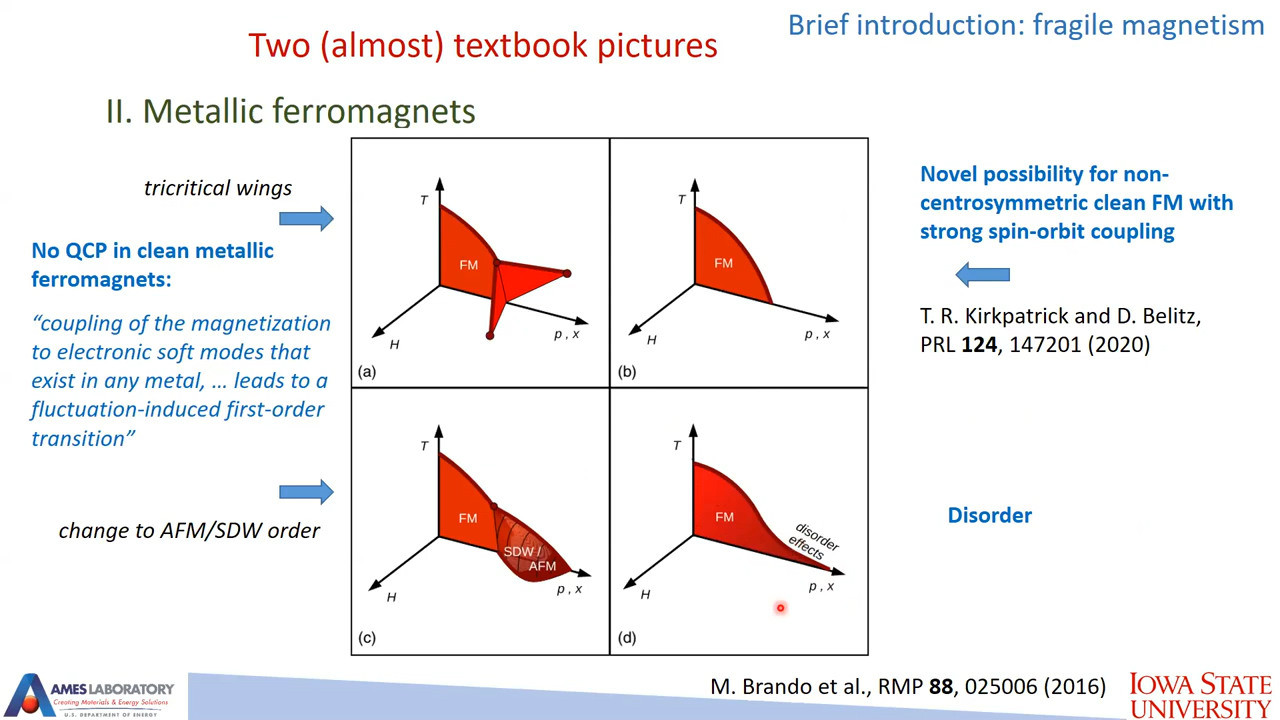 Brief introduction: fragile magnetism
Two (almost) textbook pictures
II. Metallic ferromagnets
tricritical wings
No QCP in clean metallic
ferromagnets:
“coupling of the magnetization
to electronic soft modes that
exist in any metal, … leads to a
fluctuation-induced first-order
transition”
change to AFM/SDW order
T
FM
H
p , x
(a)
T
FM
H
p , x
(b)
T
FM
SDW /
AFM
H
p , x
(c)
T
FM
disorder
effects
H
p , x
(d)
Novel possibility for non-
centrosymmetric clean FM with
strong spin-orbit coupling
T. R. Kirkpatrick and D. Belitz,
PRL 124, 147201 (2020)
Disorder
M. Brando et al., RMP 88, 025006 (2016)
AMES LABORATORY
Creating Materials & Energy Solutions
U.S. DEPARTMENT OF ENERGY
IOWA STATE
UNIVERSITY